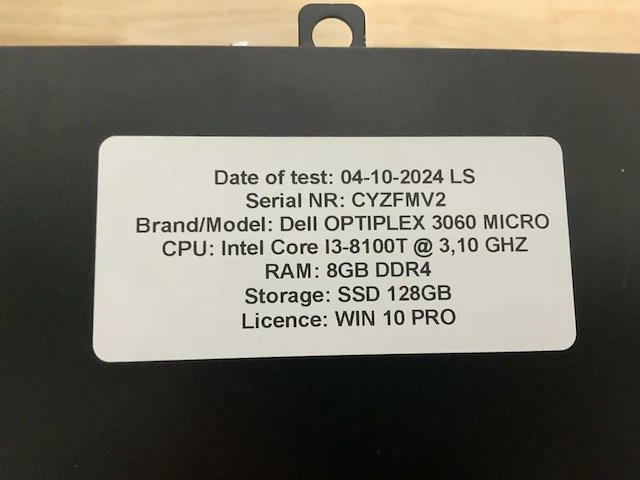 Date of test: 04-10-2024 LS
Serial NR: CYZFMV2
Brand/Model: Dell OPTIPLEX 3060 MICRO
CPU: Intel Core I3-8100T @ 3,10 GHZ
RAM: 8GB DDR4
Storage: SSD 128GB
Licence: WIN 10 PRO